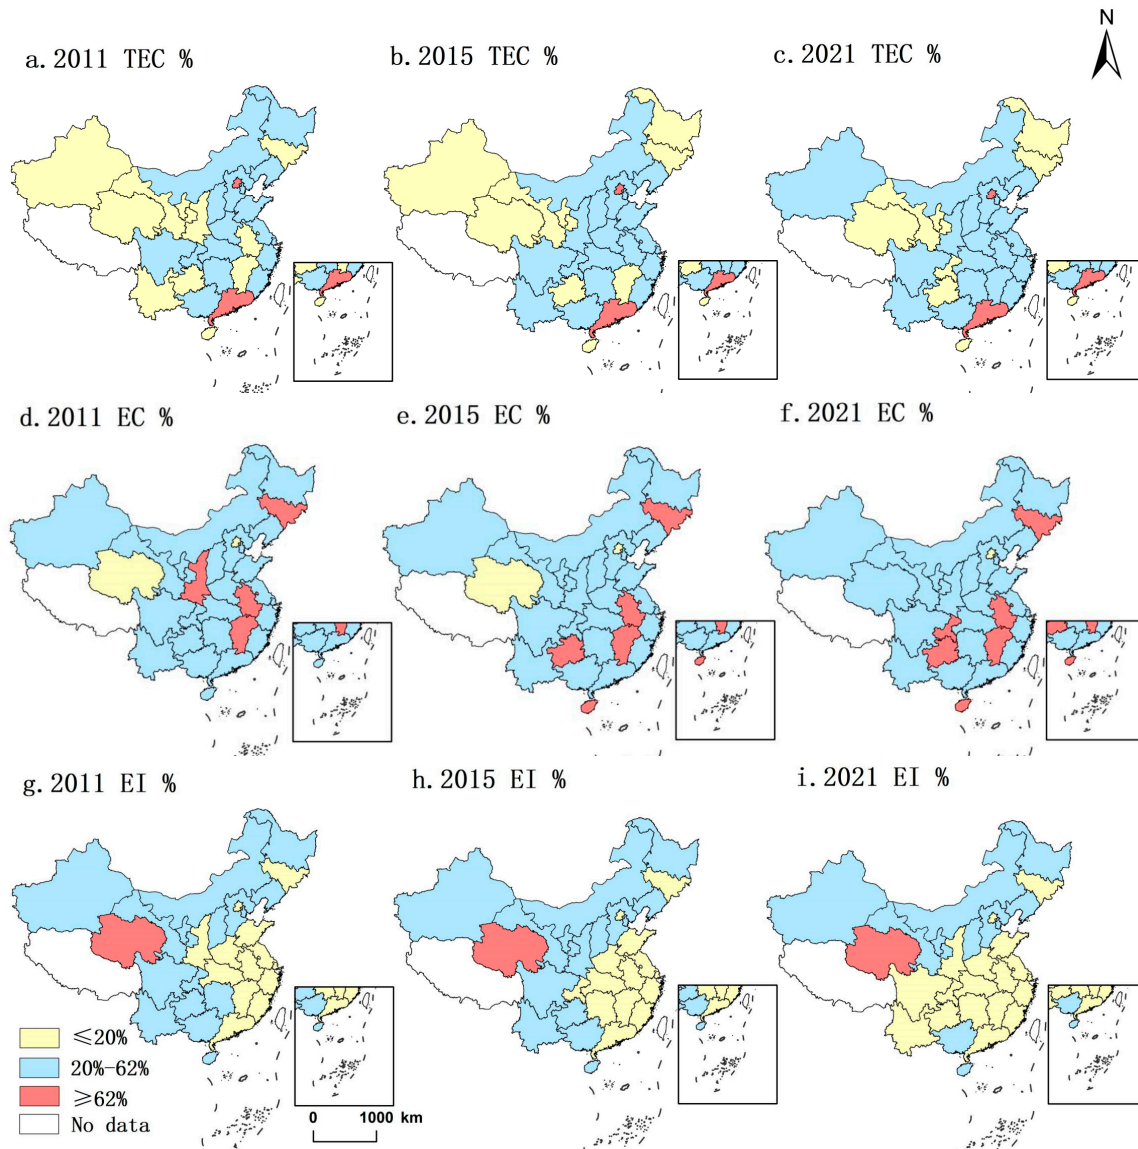 N
a. 2011 TEC %
b. 2015 TEC %
c. 2021 TEC %
d. 2011 EC %
e. 2015 EC %
f. 2021 EC %
g. 2011 EI %
h. 2015 EI %
i. 2021 EI %
≤20%
20%-62%
≥62%
No data
0 1000 km